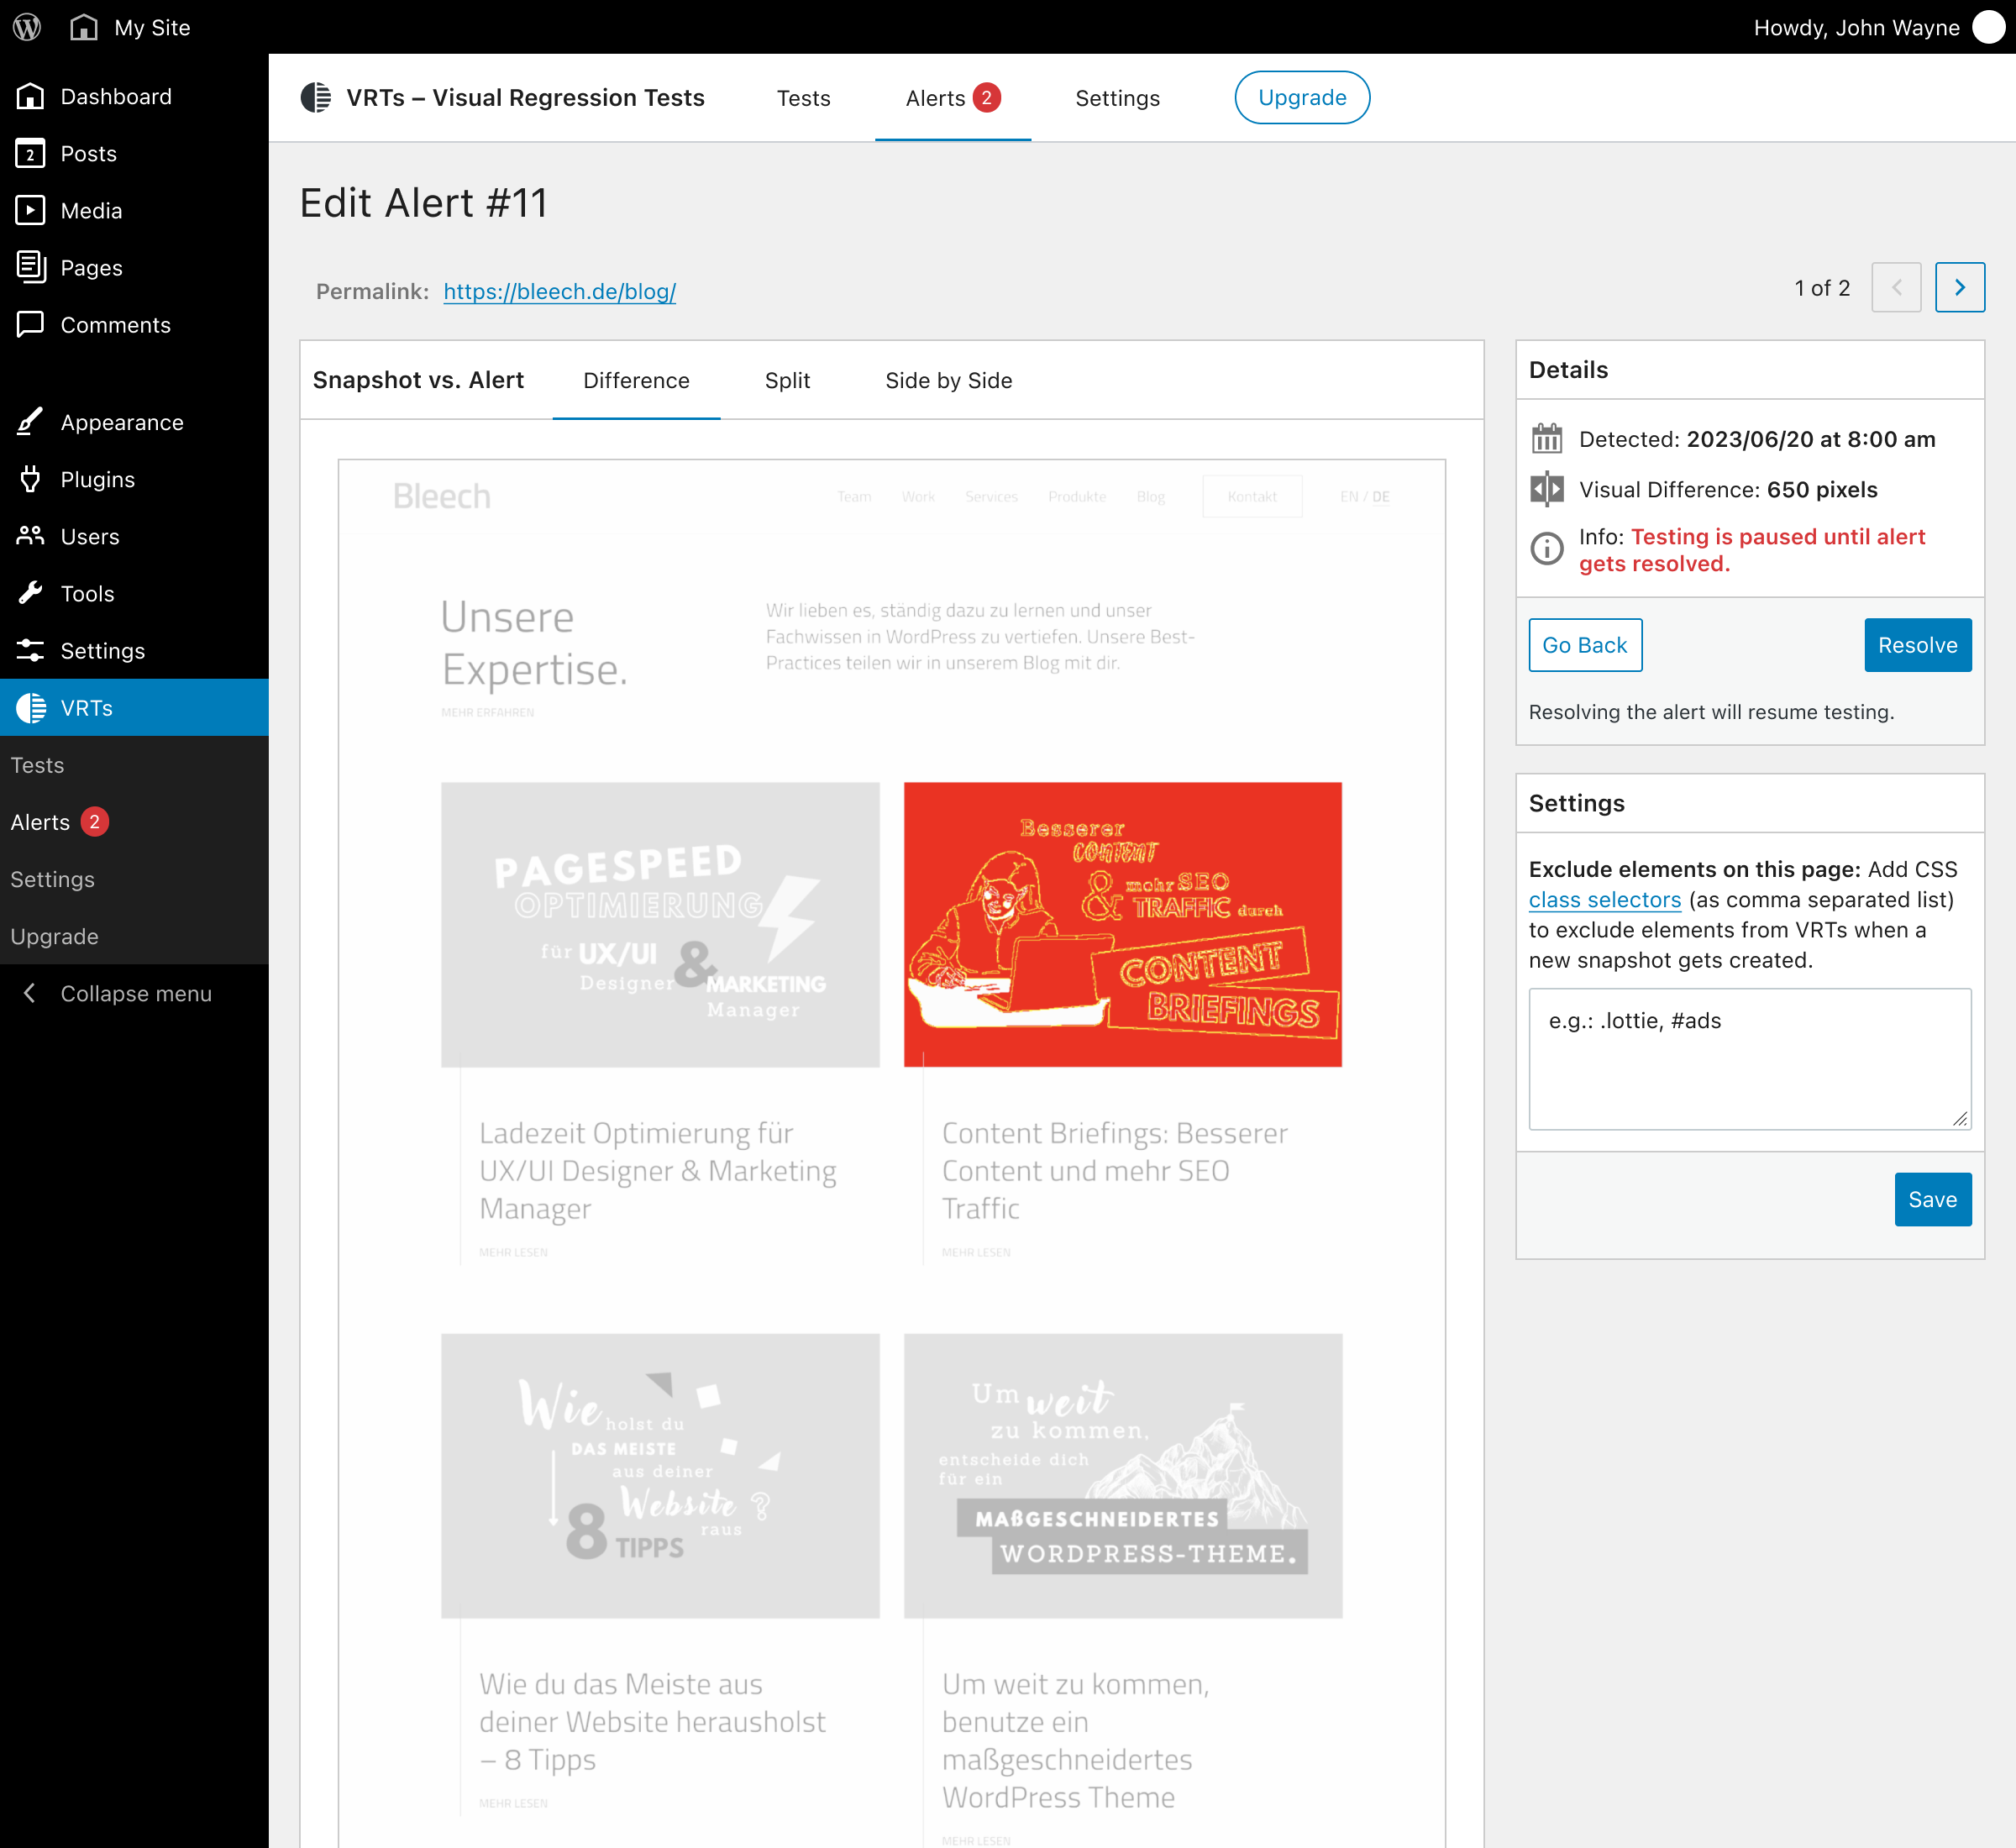 My Site
Howdy, John Wayne
Dashboard
2
Posts
Media
Pages
Comments
Appearance
Plugins
Users
Tools
Settings
VRTs
Tests
Alerts 2
Settings
Upgrade
Collapse menu
VRTs – Visual Regression Tests
Tests
Alerts 2
Settings
Upgrade
Edit Alert #11
Permalink: https://bleech.de/blog/
1 of 2
Snapshot vs. Alert
Difference
Split
Side by Side
Bleech
Team
Work
Services
Produkte
Blog
Kontakt
EN / DE
Unsere
Expertise.
MEHR ERFAHREN
Wir lieben es, ständig dazu zu lernen und unser
Fachwissen in WordPress zu vertiefen. Unsere Best-
Practices teilen wir in unserem Blog mit dir.
PAGESPEED
OPTIMIERUNG
für UX/UI
Designer & MARKETING
Manager
Besserer
CONTENT
& mehr SEO
TRAFFIC durch
CONTENT
BRIEFINGS
Ladezeit Optimierung für
UX/UI Designer & Marketing
Manager
MEHR LESEN
Content Briefings: Besserer
Content und mehr SEO
Traffic
MEHR LESEN
Wie holst du
DAS MEISTE
aus deiner
Website ?
raus
8 TIPPS
Um weit
zu kommen,
entscheide dich
für ein
MAßGESCHNEIDERTES
WORDPRESS-THEME.
Wie du das Meiste aus
deiner Website herausholst
– 8 Tipps
MEHR LESEN
Um weit zu kommen,
benutze ein
maßgeschneidertes
WordPress Theme
MEHR LESEN
Details
Detected: 2023/06/20 at 8:00 am
Visual Difference: 650 pixels
Info: Testing is paused until alert
gets resolved.
Go Back
Resolve
Resolving the alert will resume testing.
Settings
Exclude elements on this page: Add CSS
class selectors (as comma separated list)
to exclude elements from VRTs when a
new snapshot gets created.
e.g.: .lottie, #ads
Save